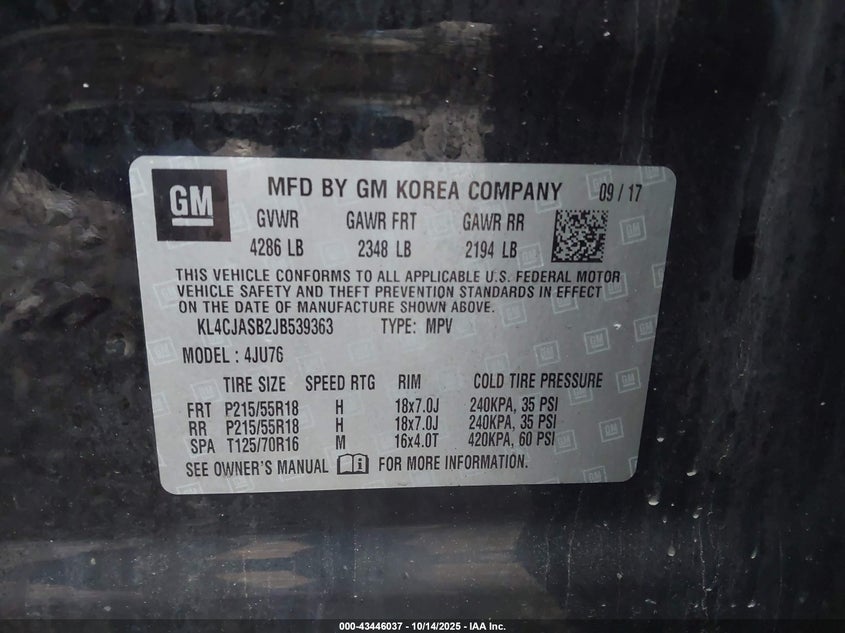 GM
MFD BY GM KOREA COMPANY 09 / 17
GVWR GAWR FRT GAWR RR
4286 LB 2348 LB 2194 LB
THIS VEHICLE CONFORMS TO ALL APPLICABLE U.S. FEDERAL MOTOR
VEHICLE SAFETY AND THEFT PREVENTION STANDARDS IN EFFECT
ON THE DATE OF MANUFACTURE SHOWN ABOVE.
KL4CJASB2JB539363 TYPE: MPV
MODEL : 4JU76
TIRE SIZE SPEED RTG RIM COLD TIRE PRESSURE
FRT P215/55R18 H 18x7.0J 240KPA, 35 PSI
RR P215/55R18 H 18x7.0J 240KPA, 35 PSI
SPA T125/70R16 M 16x4.0T 420KPA, 60 PSI
SEE OWNER'S MANUAL FOR MORE INFORMATION.
000-43446037 - 10/14/2025 - IAA Inc.